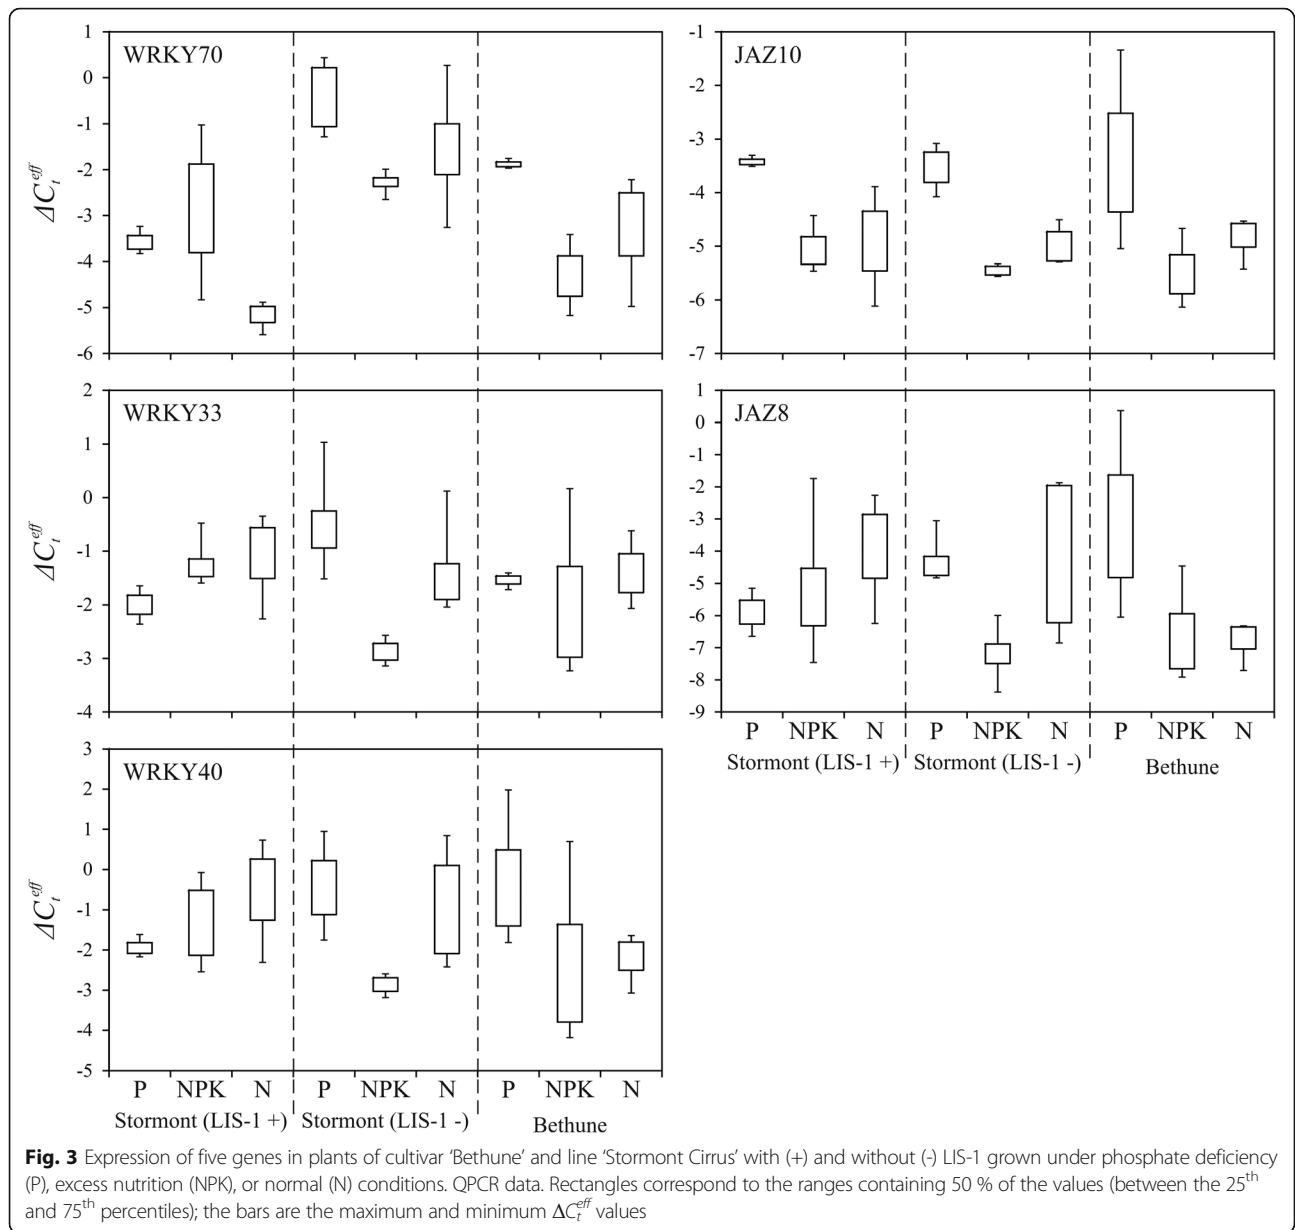 WRKY70
1
0
-1
-2
-3
-4
-5
-6
ΔC_t^eff
JAZ10
-1
-2
-3
-4
-5
-6
-7
WRKY33
2
1
0
-1
-2
-3
-4
ΔC_t^eff
JAZ8
1
0
-1
-2
-3
-4
-5
-6
-7
-8
-9
P NPK N P NPK N P NPK N
Stormont (LIS-1 +) Stormont (LIS-1 -) Bethune
WRKY40
3
2
1
0
-1
-2
-3
-4
-5
ΔC_t^eff
P NPK N P NPK N P NPK N
Stormont (LIS-1 +) Stormont (LIS-1 -) Bethune
Fig. 3 Expression of five genes in plants of cultivar ‘Bethune’ and line ‘Stormont Cirrus’ with (+) and without (-) LIS-1 grown under phosphate deficiency
(P), excess nutrition (NPK), or normal (N) conditions. QPCR data. Rectangles correspond to the ranges containing 50 % of the values (between the 25th
and 75th percentiles); the bars are the maximum and minimum ΔC_t^eff values